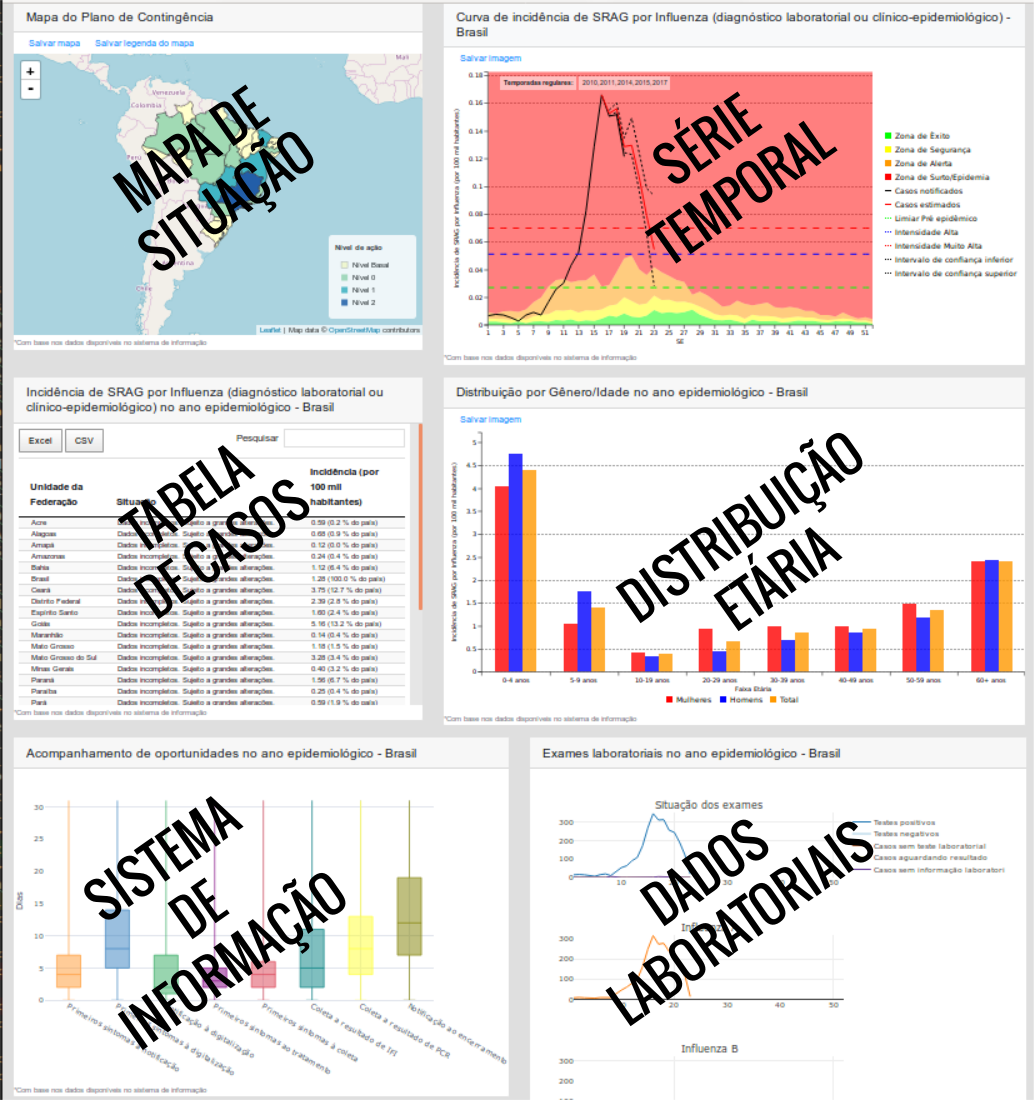 Mapa do Plano de Contingência
Salvar mapa Salvar legenda do mapa
+
-
Mali
Venezuela
Colombia
Perú
Argentina
Chile
MAPA DE
SITUAÇÃO
Nível de ação
Nível Basal
Nível 0
Nível 1
Nível 2
Leaflet | Map data © OpenStreetMap contributors
*Com base nos dados disponíveis no sistema de informação
Curva de incidência de SRAG por Influenza (diagnóstico laboratorial ou clínico-epidemiológico) -
Brasil
Salvar imagem
Temporadas regulares: 2010, 2011, 2014, 2015, 2017
Incidência de SRAG por Influenza (por 100 mil habitantes)
0.18
0.16
0.14
0.12
0.1
0.08
0.06
0.04
0.02
0
1 3 5 7 9 11 13 15 17 19 21 23 25 27 29 31 33 35 37 39 41 43 45 47 49 51
SE
SÉRIE
TEMPORAL
Zona de Êxito
Zona de Segurança
Zona de Alerta
Zona de Surto/Epidemia
Casos notificados
Casos estimados
Limiar Pré epidêmico
Intensidade Alta
Intensidade Muito Alta
Intervalo de confiança inferior
Intervalo de confiança superior
*Com base nos dados disponíveis no sistema de informação
Incidência de SRAG por Influenza (diagnóstico laboratorial ou
clínico-epidemiológico) no ano epidemiológico - Brasil
Excel CSV Pesquisar
Unidade da Federação Situação Incidência (por 100 mil habitantes)
Acre Dados incompletos. Sujeito a grandes alterações. 0.59 (0.2 % do país)
Alagoas Dados incompletos. Sujeito a grandes alterações. 0.68 (0.9 % do país)
Amapá Dados incompletos. Sujeito a grandes alterações. 0.12 (0.0 % do país)
Amazonas Dados incompletos. Sujeito a grandes alterações. 0.24 (0.4 % do país)
Bahia Dados incompletos. Sujeito a grandes alterações. 1.12 (6.4 % do país)
Brasil Dados incompletos. Sujeito a grandes alterações. 1.28 (100.0 % do país)
Ceará Dados incompletos. Sujeito a grandes alterações. 3.75 (12.7 % do país)
Distrito Federal Dados incompletos. Sujeito a grandes alterações. 2.39 (2.8 % do país)
Espírito Santo Dados incompletos. Sujeito a grandes alterações. 1.60 (2.4 % do país)
Goiás Dados incompletos. Sujeito a grandes alterações. 5.16 (13.2 % do país)
Maranhão Dados incompletos. Sujeito a grandes alterações. 0.14 (0.4 % do país)
Mato Grosso Dados incompletos. Sujeito a grandes alterações. 1.18 (1.5 % do país)
Mato Grosso do Sul Dados incompletos. Sujeito a grandes alterações. 3.28 (3.4 % do país)
Minas Gerais Dados incompletos. Sujeito a grandes alterações. 0.40 (3.2 % do país)
Paraná Dados incompletos. Sujeito a grandes alterações. 1.56 (6.7 % do país)
Paraíba Dados incompletos. Sujeito a grandes alterações. 0.25 (0.4 % do país)
Pará Dados incompletos. Sujeito a grandes alterações. 0.59 (1.9 % do país)
TABELA
DE CASOS
*Com base nos dados disponíveis no sistema de informação
Distribuição por Gênero/Idade no ano epidemiológico - Brasil
Salvar imagem
Incidência de SRAG por Influenza (por 100 mil habitantes)
5
4.5
4
3.5
3
2.5
2
1.5
1
0.5
0
0-4 anos 5-9 anos 10-19 anos 20-29 anos 30-39 anos 40-49 anos 50-59 anos 60+ anos
Faixa Etária
Mulheres Homens Total
DISTRIBUIÇÃO
ETÁRIA
*Com base nos dados disponíveis no sistema de informação
Acompanhamento de oportunidades no ano epidemiológico - Brasil
Dias
30
25
20
15
10
5
0
Primeiros sintomas a notificação
Primeiros sintomas à digitalização
Notificação à digitalização
Primeiros sintomas ao tratamento
Primeiros sintomas à coleta
Coleta a resultado de IFI
Coleta a resultado de PCR
Notificação ao encerramento
SISTEMA
DE
INFORMAÇÃO
*Com base nos dados disponíveis no sistema de informação
Exames laboratoriais no ano epidemiológico - Brasil
Situação dos exames
300
200
100
0
10 30 50
Testes positivos
Testes negativos
Casos sem teste laboratorial
Casos aguardando resultado
Casos sem informação laboratori
300
200
100
0
20 30 40 50
Influenza B
300
200
100
DADOS
LABORATORIAIS